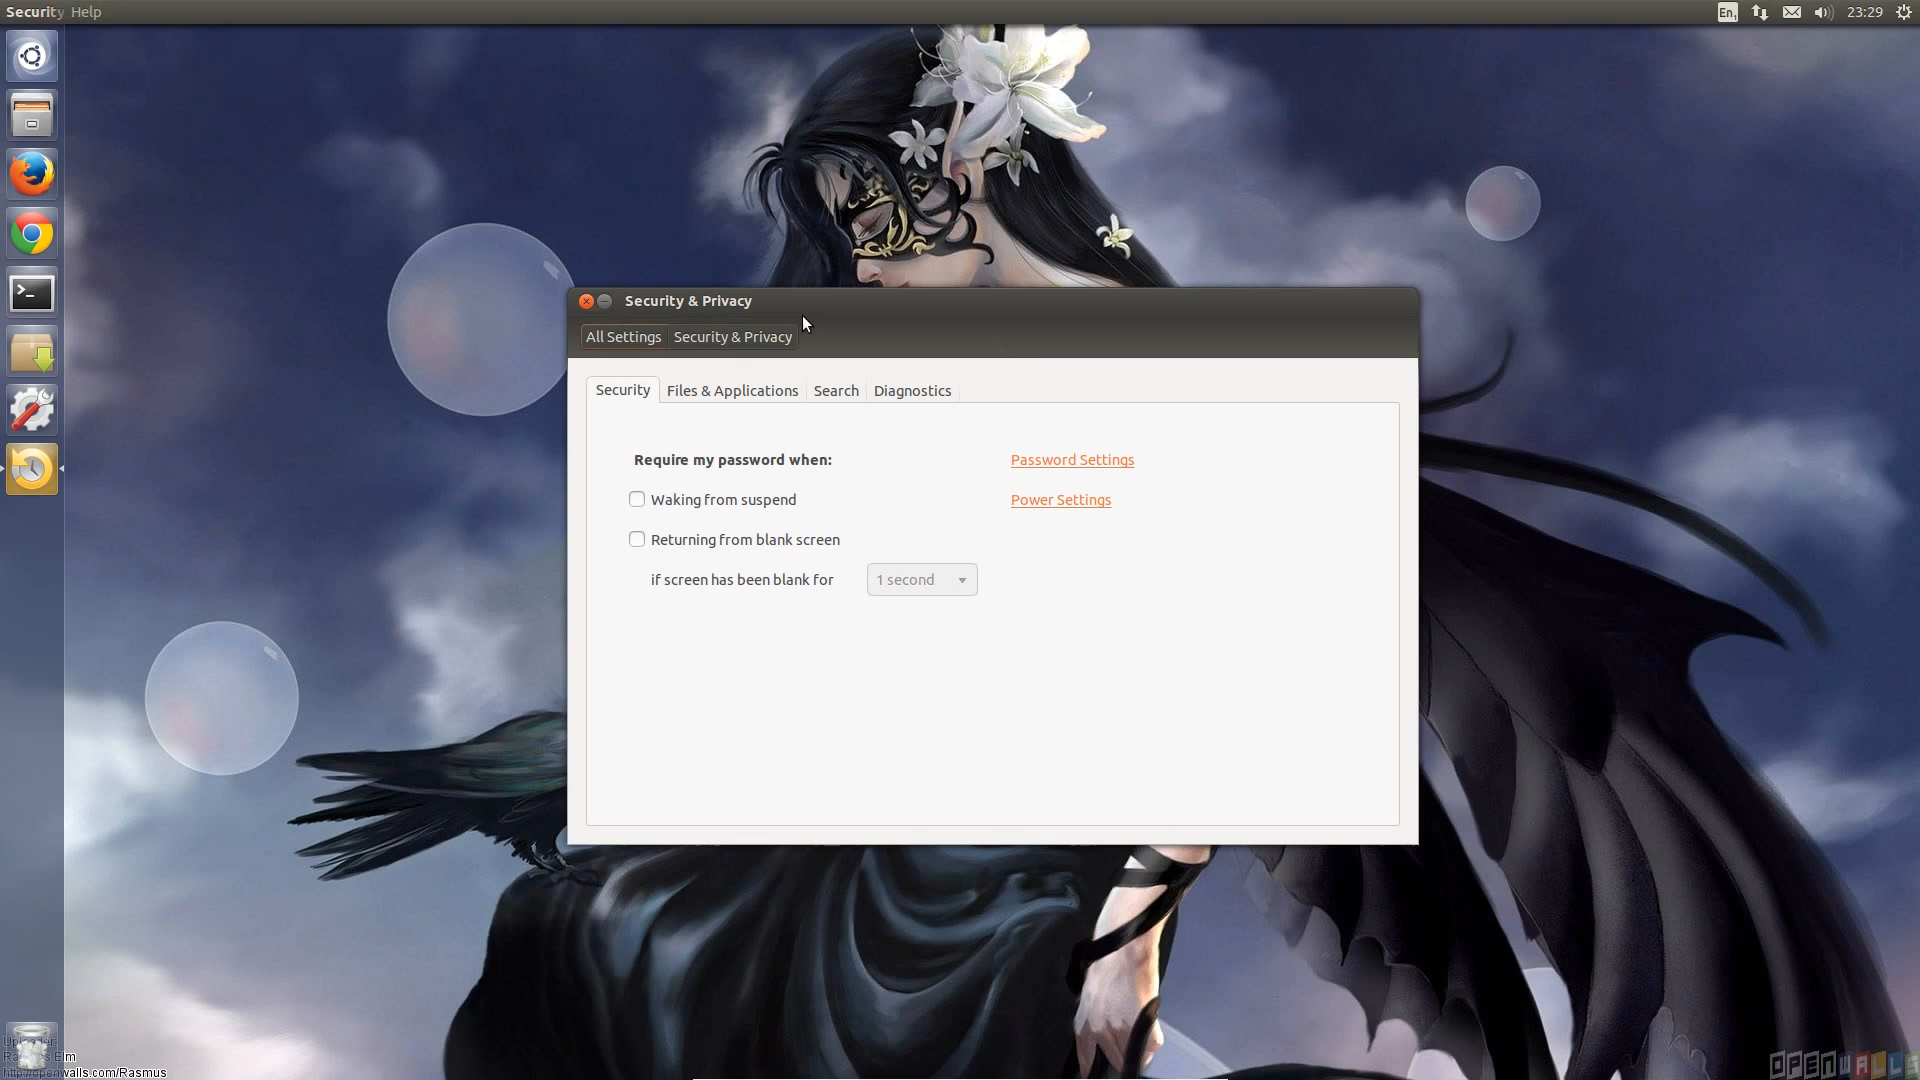 Security Help
En₁ 23:29
Security & Privacy
All Settings Security & Privacy
Security Files & Applications Search Diagnostics
Require my password when: Password Settings
Waking from suspend Power Settings
Returning from blank screen
if screen has been blank for 1 second
Elm
http://openwalls.com/Rasmus
OPENWALLS